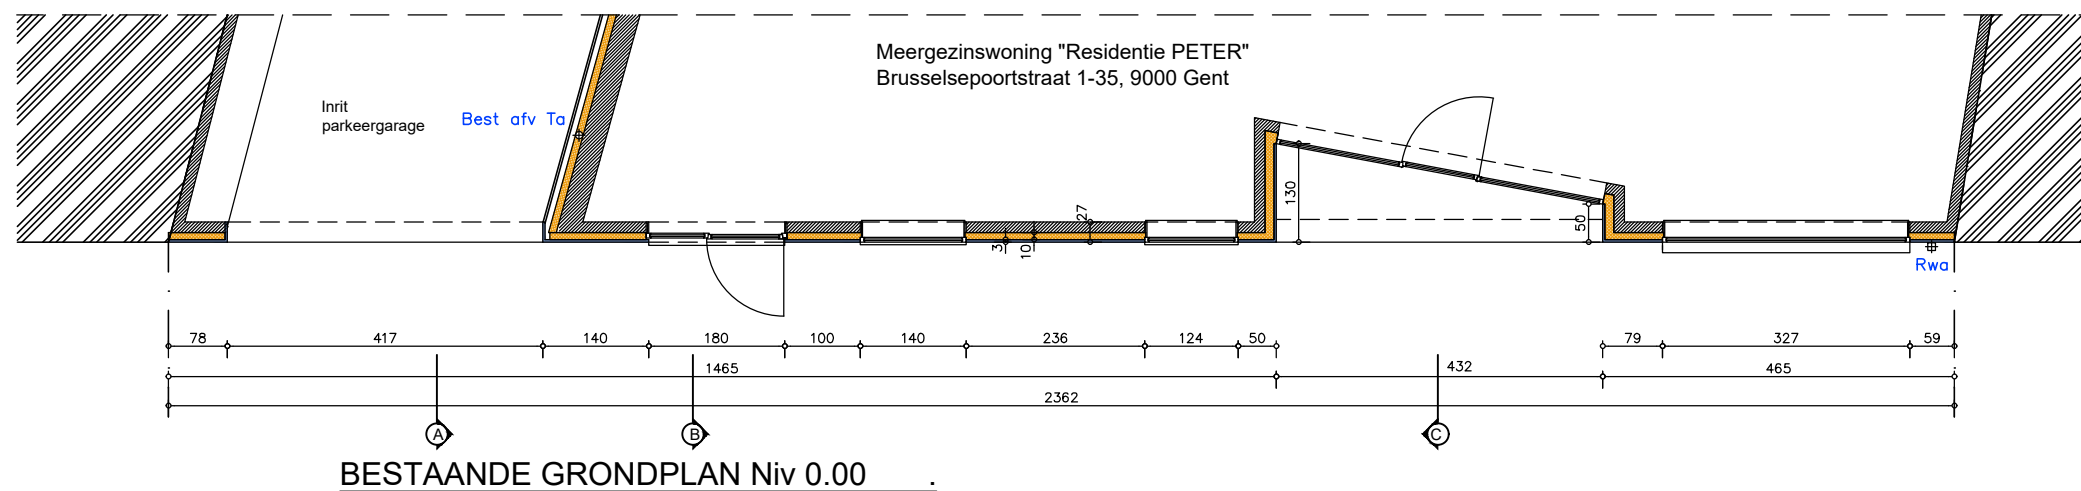 Meergezinswoning "Residentie PETER"
Brusselsepoortstraat 1-35, 9000 Gent
Inrit
parkeergarage
Best afv Ta
130
50
27
3
10
Rwa
78 417 140 180 100 140 236 124 50 79 327 59
1465 432 465
2362
A B C
BESTAANDE GRONDPLAN Niv 0.00 .